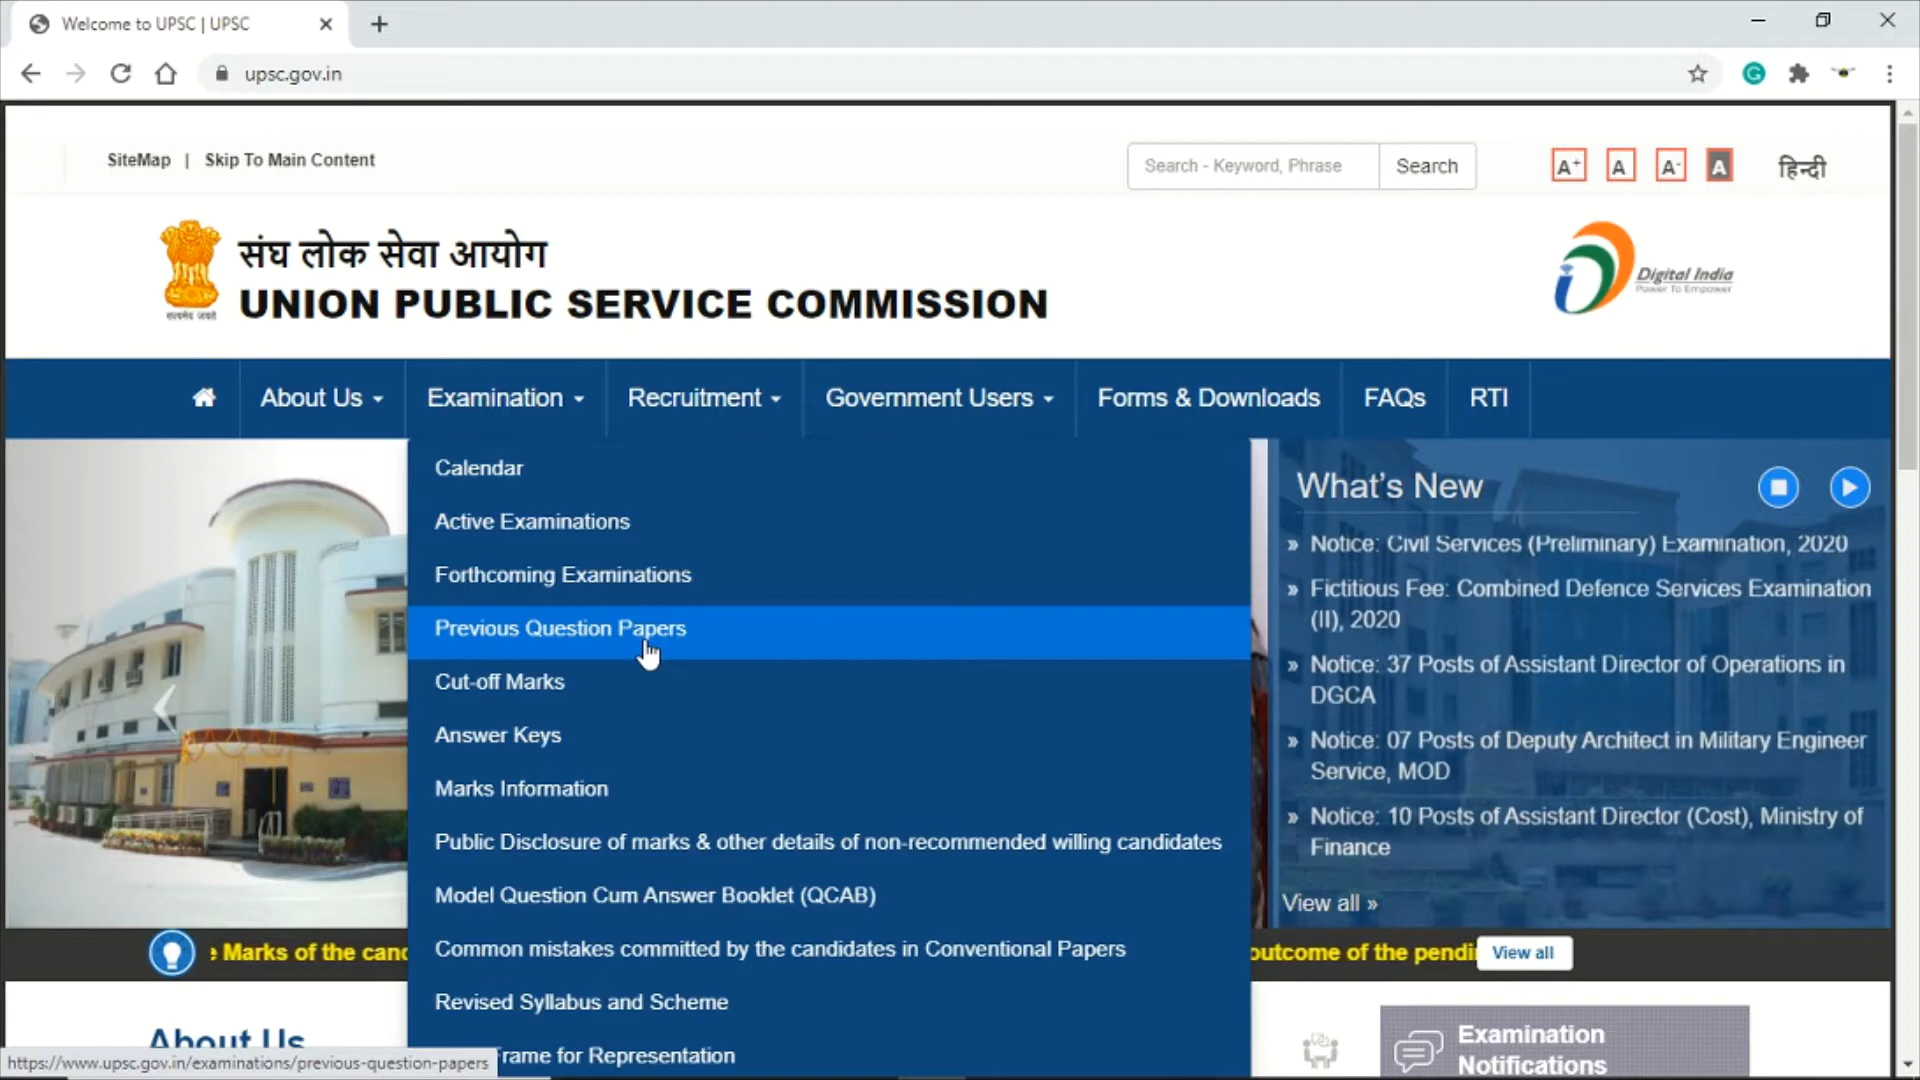 Welcome to UPSC | UPSC
upsc.gov.in
SiteMap | Skip To Main Content
Search - Keyword, Phrase
Search
A+
A
A-
A
हिन्दी
संघ लोक सेवा आयोग
UNION PUBLIC SERVICE COMMISSION
सत्यमेव जयते
Digital India
Power To Empower
About Us
Examination
Recruitment
Government Users
Forms & Downloads
FAQs
RTI
Calendar
Active Examinations
Forthcoming Examinations
Previous Question Papers
Cut-off Marks
Answer Keys
Marks Information
Public Disclosure of marks & other details of non-recommended willing candidates
Model Question Cum Answer Booklet (QCAB)
Common mistakes committed by the candidates in Conventional Papers
Revised Syllabus and Scheme
Frame for Representation
What's New
» Notice: Civil Services (Preliminary) Examination, 2020
» Fictitious Fee: Combined Defence Services Examination
(II), 2020
» Notice: 37 Posts of Assistant Director of Operations in
DGCA
» Notice: 07 Posts of Deputy Architect in Military Engineer
Service, MOD
» Notice: 10 Posts of Assistant Director (Cost), Ministry of
Finance
View all »
e Marks of the
outcome of the
View all
About Us
Examination
Notifications
https://www.upsc.gov.in/examinations/previous-question-papers